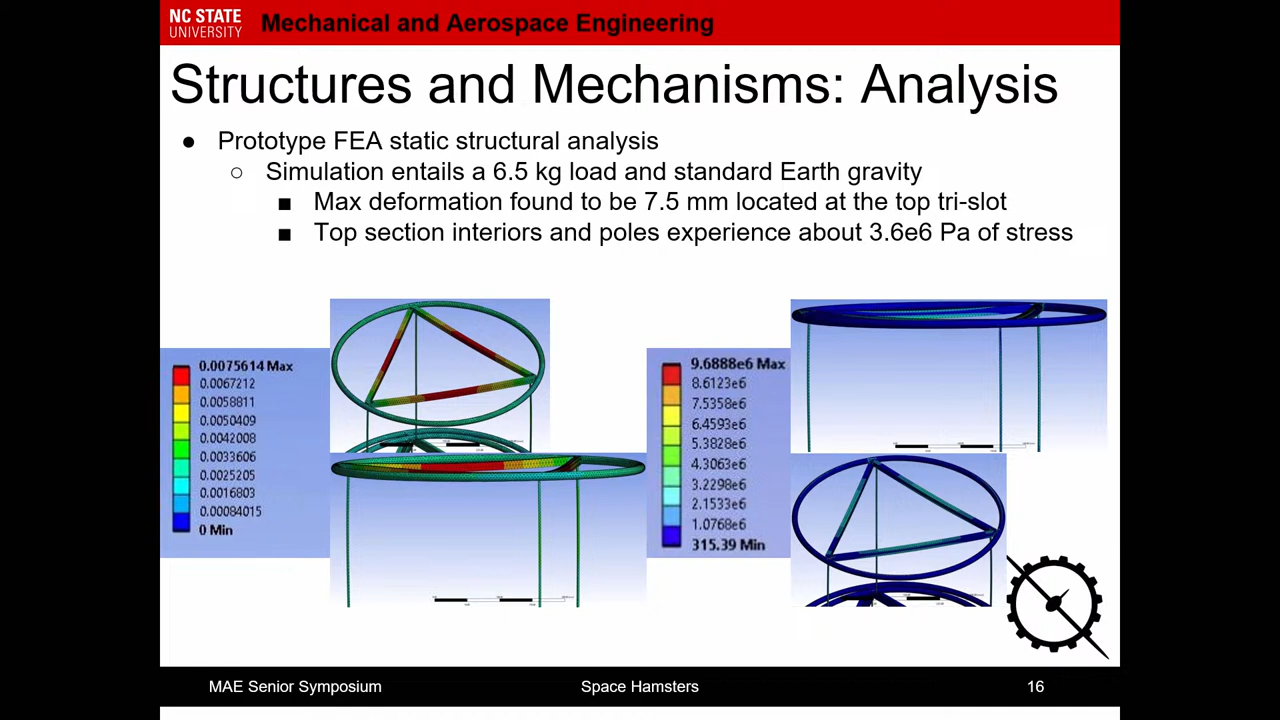 NC STATE
UNIVERSITY
Mechanical and Aerospace Engineering
Structures and Mechanisms: Analysis
● Prototype FEA static structural analysis
○ Simulation entails a 6.5 kg load and standard Earth gravity
■ Max deformation found to be 7.5 mm located at the top tri-slot
■ Top section interiors and poles experience about 3.6e6 Pa of stress
0.0075614 Max
0.0067212
0.0058811
0.0050409
0.0042008
0.0033606
0.0025205
0.0016803
0.00084015
0 Min
9.6888e6 Max
8.6123e6
7.5358e6
6.4593e6
5.3828e6
4.3063e6
3.2298e6
2.1533e6
1.0768e6
315.39 Min
MAE Senior Symposium
Space Hamsters
16